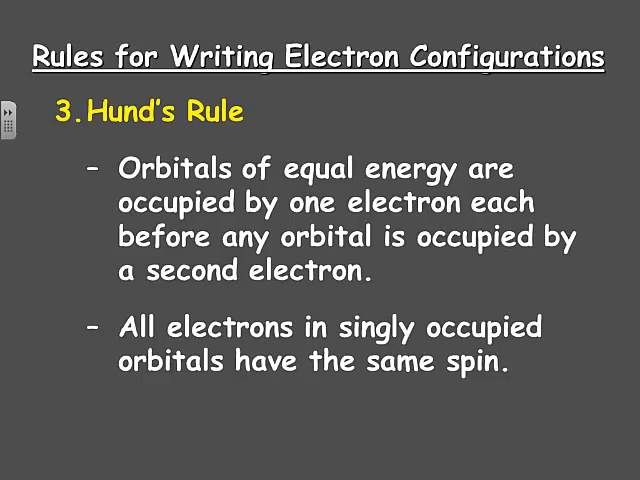 Rules for Writing Electron Configurations
3. Hund's Rule
– Orbitals of equal energy are
occupied by one electron each
before any orbital is occupied by
a second electron.
– All electrons in singly occupied
orbitals have the same spin.